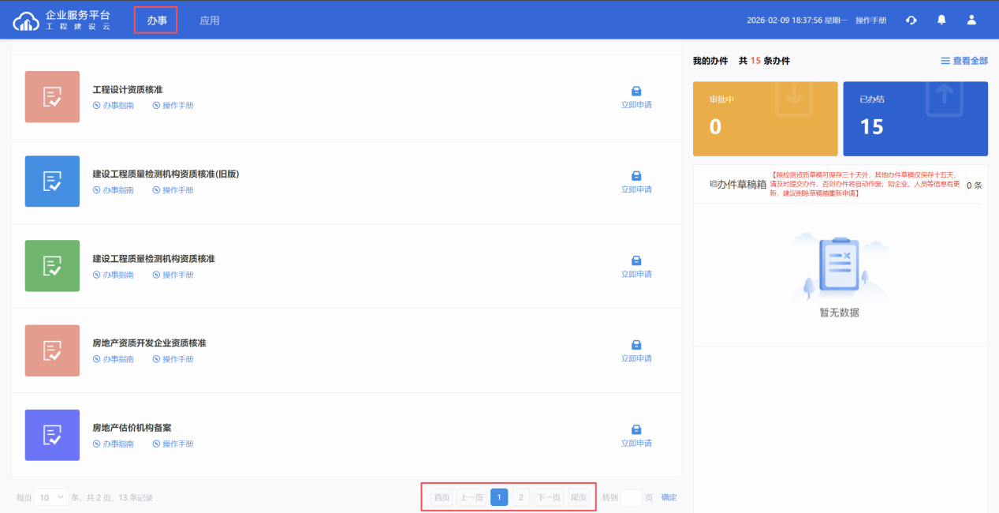 企业服务平台
工程建设云
办事
应用
2026-02-09 18:37:56 星期一
操作手册
工程设计资质核准
办事指南 操作手册
立即申请
建设工程质量检测机构资质核准(旧版)
办事指南 操作手册
立即申请
建设工程质量检测机构资质核准
办事指南 操作手册
立即申请
房地产资质开发企业资质核准
办事指南 操作手册
立即申请
房地产估价机构备案
办事指南 操作手册
立即申请
每页 10 条，共 2 页，13 条记录
首页 上一页 1 2 下一页 尾页 转到 页 确定
我的办件 共 15 条办件
查看全部
审批中
0
已办结
15
办件草稿箱
【除检测资质草稿可保存三十天外，其他办件草稿仅保存十五天，
请及时提交办件，否则办件将自动作废；如企业、人员等信息有更
新，建议删除草稿箱重新申请】
0 条
暂无数据